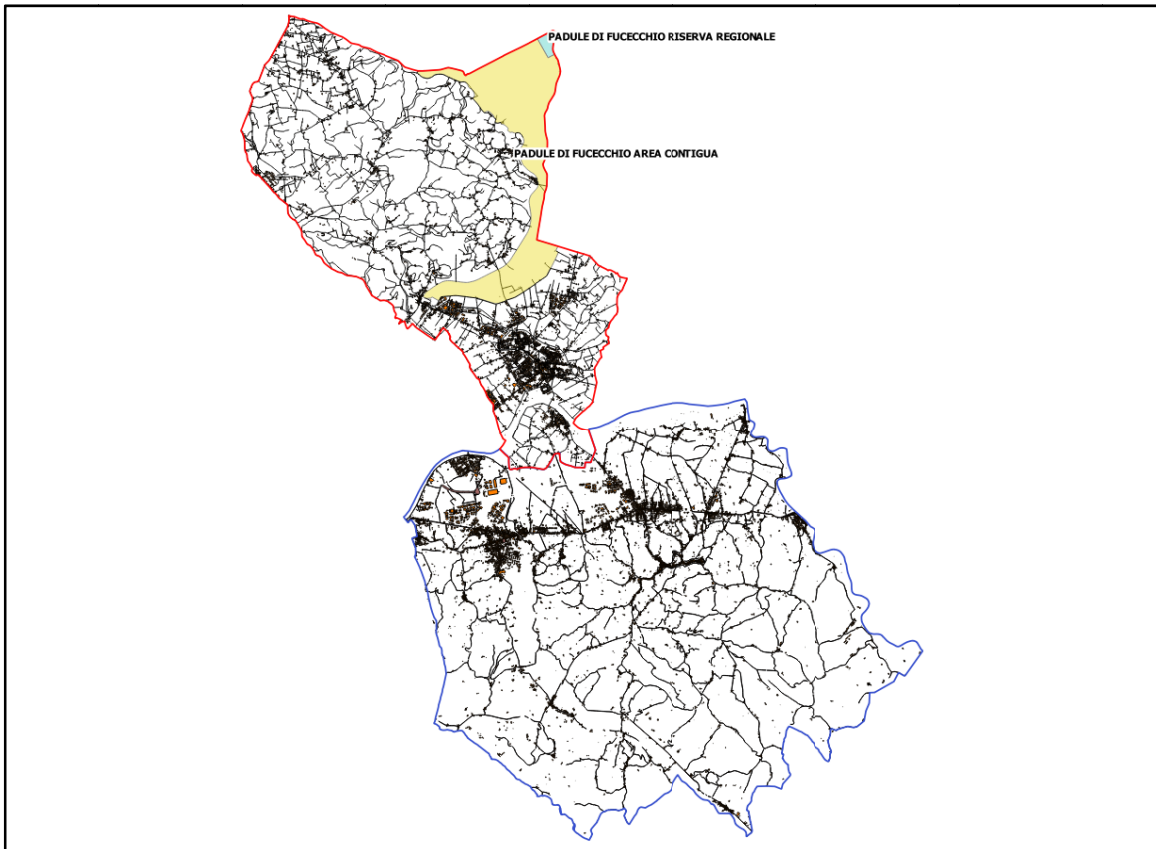 PADULE DI FUCECCHIO RISERVA REGIONALE
PADULE DI FUCECCHIO AREA CONTIGUA